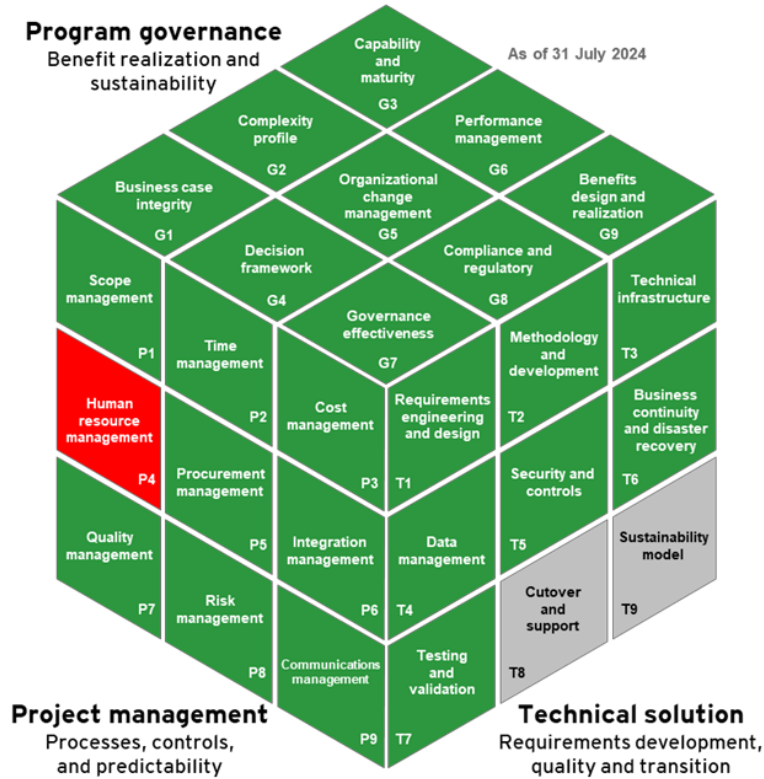 Program governance
Benefit realization and
sustainability
As of 31 July 2024
Capability
and
maturity
G3
Complexity
profile
G2
Performance
management
G6
Business case
integrity
G1
Organizational
change
management
G5
Benefits
design and
realization
G9
Decision
framework
G4
Compliance and
regulatory
G8
Governance
effectiveness
G7
Scope
management
P1
Time
management
P2
Cost
management
P3
Human
resource
management
P4
Procurement
management
P5
Integration
management
P6
Quality
management
P7
Risk
management
P8
Communications
management
P9
Requirements
engineering
and design
T1
Methodology
and
development
T2
Technical
infrastructure
T3
Data
management
T4
Security and
controls
T5
Business
continuity
and disaster
recovery
T6
Testing
and
validation
T7
Cutover
and
support
T8
Sustainability
model
T9
Project management
Processes, controls,
and predictability
Technical solution
Requirements development,
quality and transition